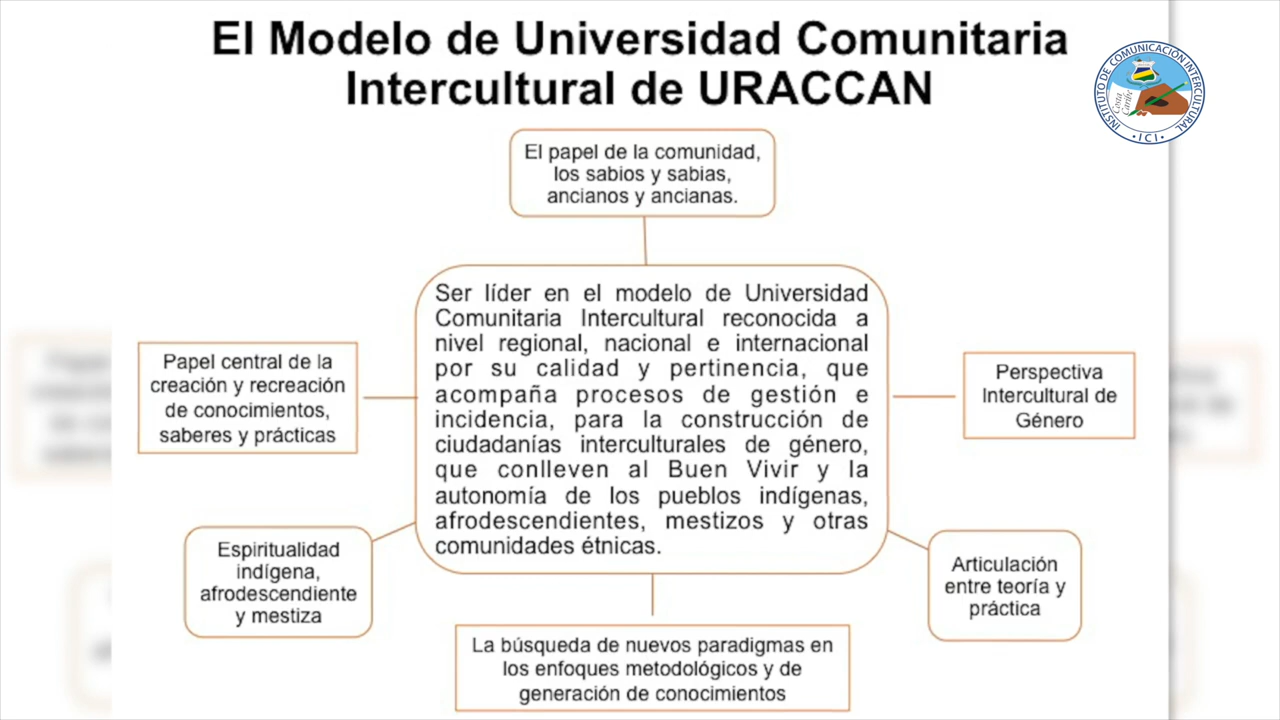 El Modelo de Universidad Comunitaria
Intercultural de URACCAN
INSTITUTO DE COMUNICACIÓN INTERCULTURAL
Costa
Caribe
• ICI •
El papel de la comunidad,
los sabios y sabias,
ancianos y ancianas.
Ser líder en el modelo de Universidad
Comunitaria Intercultural reconocida a
nivel regional, nacional e internacional
por su calidad y pertinencia, que
acompaña procesos de gestión e
incidencia, para la construcción de
ciudadanías interculturales de género,
que conlleven al Buen Vivir y la
autonomía de los pueblos indígenas,
afrodescendientes, mestizos y otras
comunidades étnicas.
Papel central de la
creación y recreación
de conocimientos,
saberes y prácticas
Perspectiva
Intercultural de
Género
Espiritualidad
indígena,
afrodescendiente
y mestiza
Articulación
entre teoría y
práctica
La búsqueda de nuevos paradigmas en
los enfoques metodológicos y de
generación de conocimientos